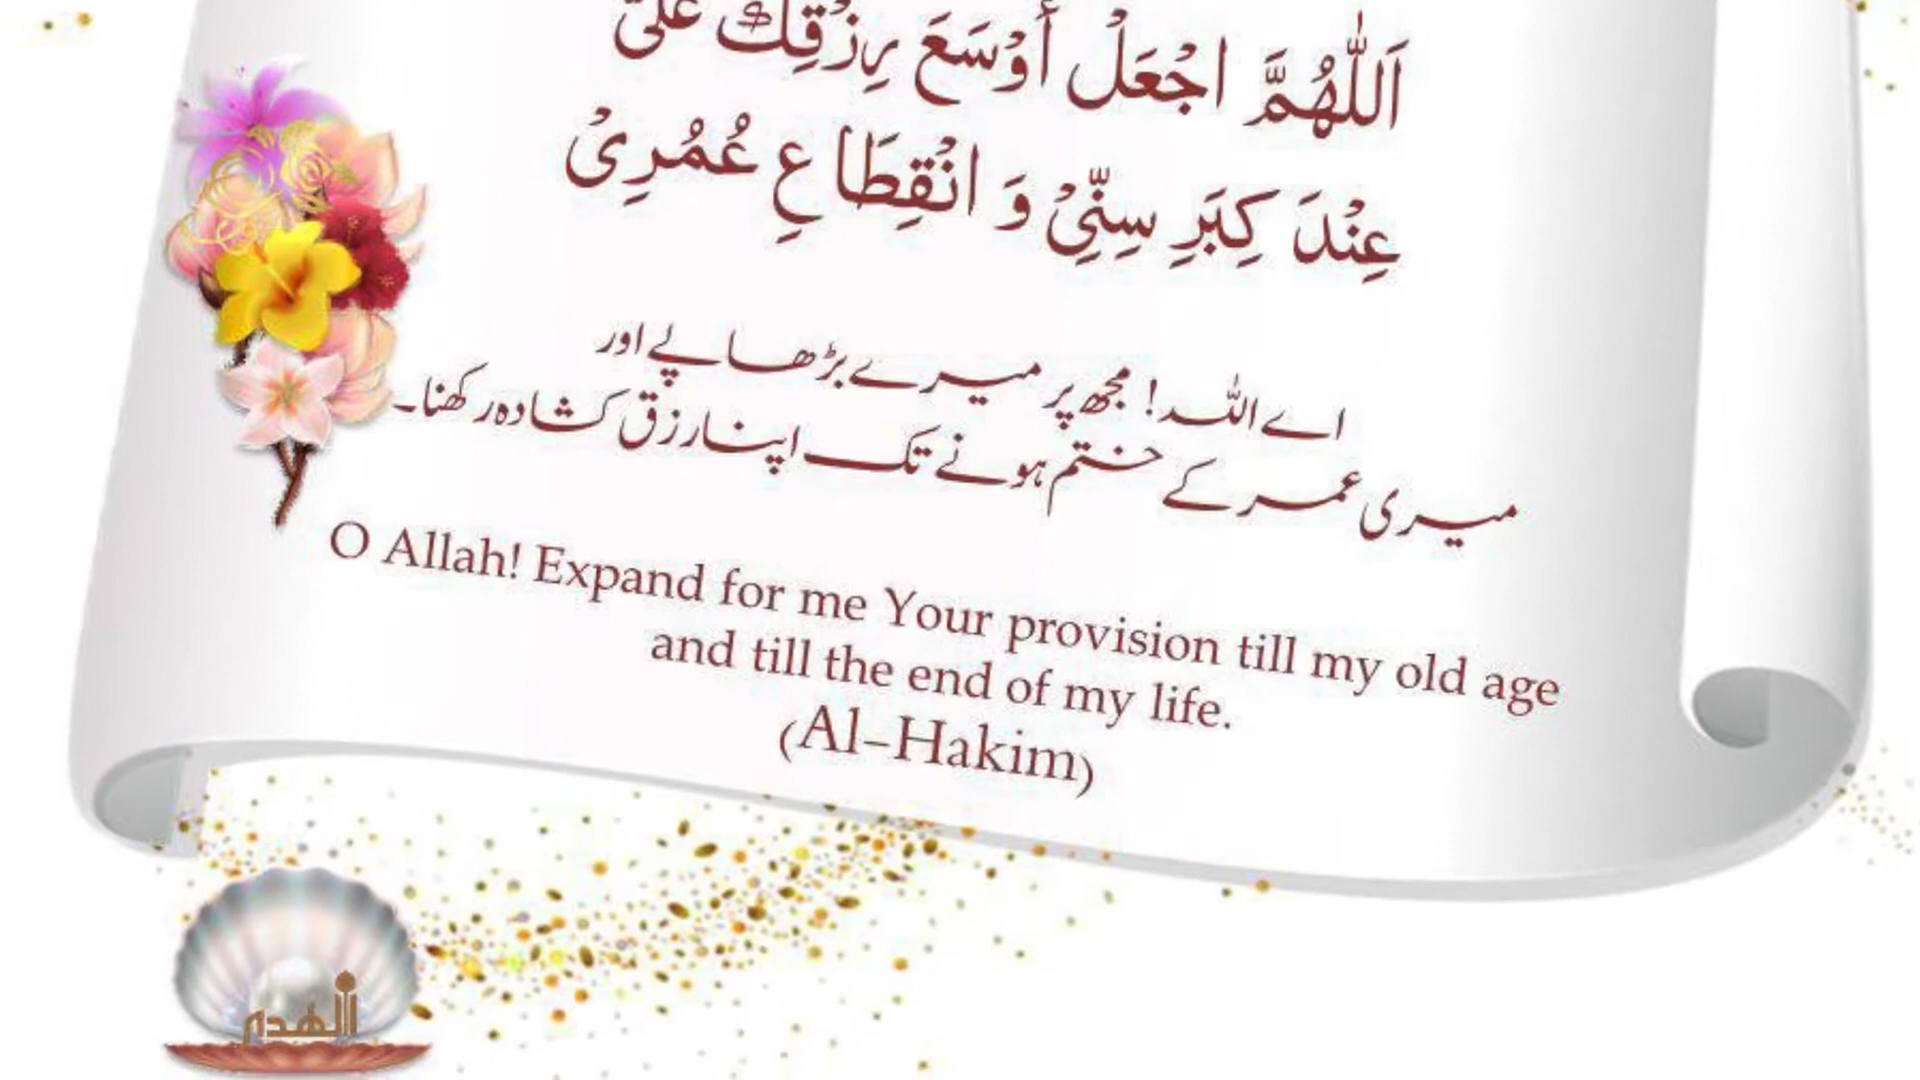 اَللّٰهُمَّ اجْعَلْ أَوْسَعَ رِزْقِكَ عَلَیَّ
عِنْدَ كِبَرِ سِنِّیْ وَ انْقِطَاعِ عُمُرِیْ
اے اللہ! مجھ پر میرے بڑھاپے اور
میری عمر کے ختم ہونے تک اپنا رزق کشادہ رکھنا۔
O Allah! Expand for me Your provision till my old age
and till the end of my life.
(Al-Hakim)
الهدى